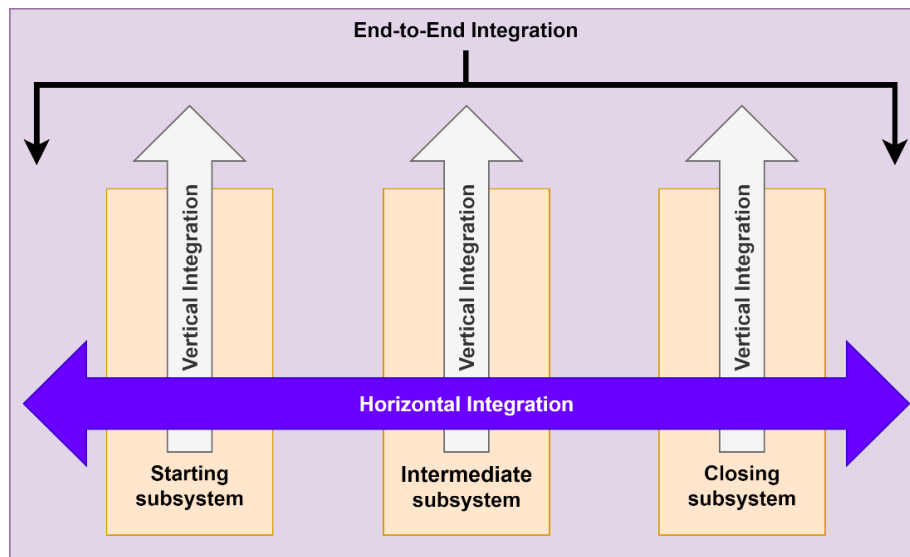 End-to-End Integration
Vertical Integration
Vertical Integration
Vertical Integration
Horizontal Integration
Starting
subsystem
Intermediate
subsystem
Closing
subsystem